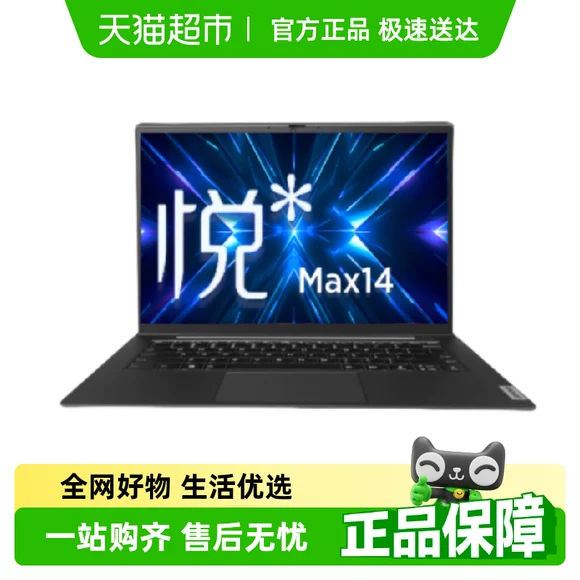 天猫超市 | 官方正品 极速送达
悦*
Max14
全网好物 生活优选
一站购齐 售后无忧
正品保障